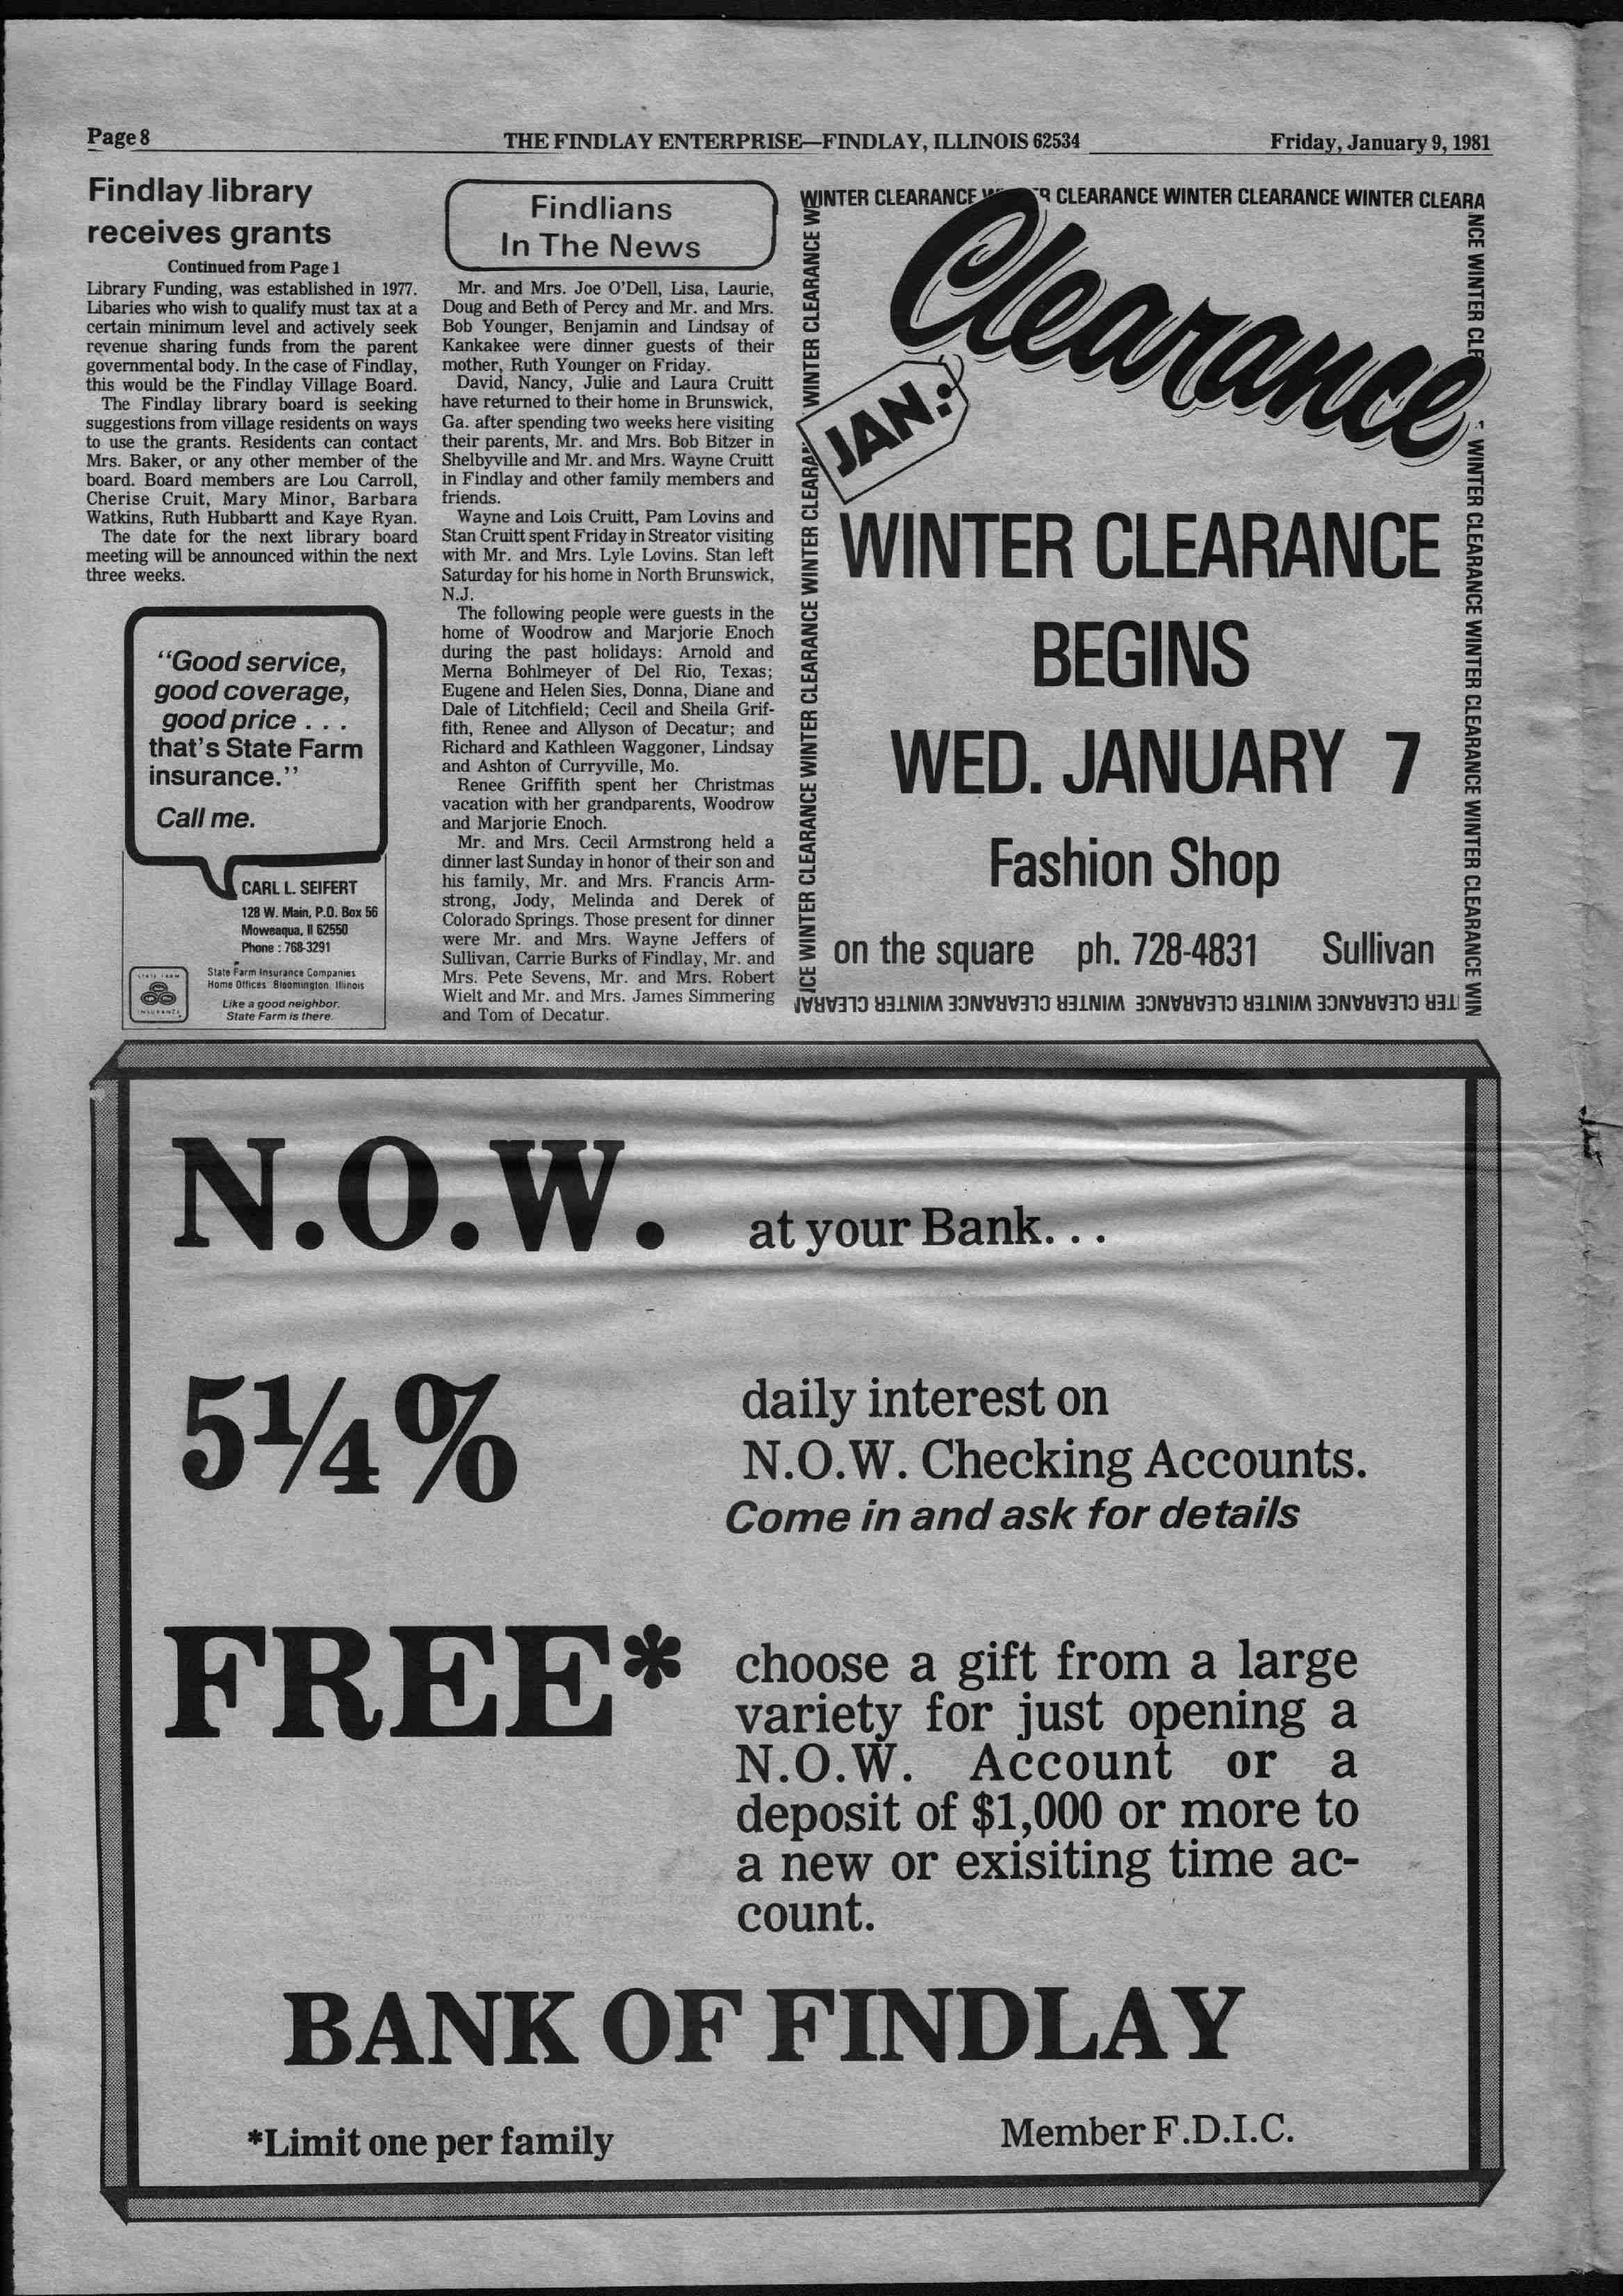 Page 8
THE FINDLAY ENTERPRISE—FINDLAY, ILLINOIS 62534
Friday, January 9, 1981
Findlay library
receives grants
Continued from Page 1
Library Funding, was established in 1977.
Libaries who wish to qualify must tax at a
certain minimum level and actively seek
revenue sharing funds from the parent
governmental body. In the case of Findlay,
this would be the Findlay Village Board.
The Findlay library board is seeking
suggestions from village residents on ways
to use the grants. Residents can contact
Mrs. Baker, or any other member of the
board. Board members are Lou Carroll,
Cherise Cruit, Mary Minor, Barbara
Watkins, Ruth Hubbartt and Kaye Ryan.
The date for the next library board
meeting will be announced within the next
three weeks.
"Good service,
good coverage,
good price . . .
that's State Farm
insurance."
Call me.
CARL L. SEIFERT
128 W. Main, P.O. Box 56
Moweaqua, Il 62550
Phone : 768-3291
STATE FARM
INSURANCE
State Farm Insurance Companies
Home Offices Bloomington Illinois
Like a good neighbor,
State Farm is there.
Findlians
In The News
Mr. and Mrs. Joe O'Dell, Lisa, Laurie,
Doug and Beth of Percy and Mr. and Mrs.
Bob Younger, Benjamin and Lindsay of
Kankakee were dinner guests of their
mother, Ruth Younger on Friday.
David, Nancy, Julie and Laura Cruitt
have returned to their home in Brunswick,
Ga. after spending two weeks here visiting
their parents, Mr. and Mrs. Bob Bitzer in
Shelbyville and Mr. and Mrs. Wayne Cruitt
in Findlay and other family members and
friends.
Wayne and Lois Cruitt, Pam Lovins and
Stan Cruitt spent Friday in Streator visiting
with Mr. and Mrs. Lyle Lovins. Stan left
Saturday for his home in North Brunswick,
N.J.
The following people were guests in the
home of Woodrow and Marjorie Enoch
during the past holidays: Arnold and
Merna Bohlmeyer of Del Rio, Texas;
Eugene and Helen Sies, Donna, Diane and
Dale of Litchfield; Cecil and Sheila Grif-
fith, Renee and Allyson of Decatur; and
Richard and Kathleen Waggoner, Lindsay
and Ashton of Curryville, Mo.
Renee Griffith spent her Christmas
vacation with her grandparents, Woodrow
and Marjorie Enoch.
Mr. and Mrs. Cecil Armstrong held a
dinner last Sunday in honor of their son and
his family, Mr. and Mrs. Francis Arm-
strong, Jody, Melinda and Derek of
Colorado Springs. Those present for dinner
were Mr. and Mrs. Wayne Jeffers of
Sullivan, Carrie Burks of Findlay, Mr. and
Mrs. Pete Sevens, Mr. and Mrs. Robert
Wielt and Mr. and Mrs. James Simmering
and Tom of Decatur.
WINTER CLEARANCE W R CLEARANCE WINTER CLEARANCE WINTER CLEARA
NCE WINTER CLE
WINTER CLEARANCE WINTER CLEARANCE WINTER CLEARANCE WIN
TER CLEARANCE WINTER CLEARANCE WINTER CLEARANCE WINTER CLEARA
NCE WINTER CLEARANCE WINTER CLEARANCE WINTER CLEARA
WINTER CLEARANCE W
Clearance
JAN.
WINTER CLEARANCE
BEGINS
WED. JANUARY 7
Fashion Shop
on the square ph. 728-4831 Sullivan
N.O.W. at your Bank. . .
5¼% daily interest on
N.O.W. Checking Accounts.
Come in and ask for details
FREE* choose a gift from a large
variety for just opening a
N.O.W. Account or a
deposit of $1,000 or more to
a new or exisiting time ac-
count.
BANK OF FINDLAY
*Limit one per family
Member F.D.I.C.